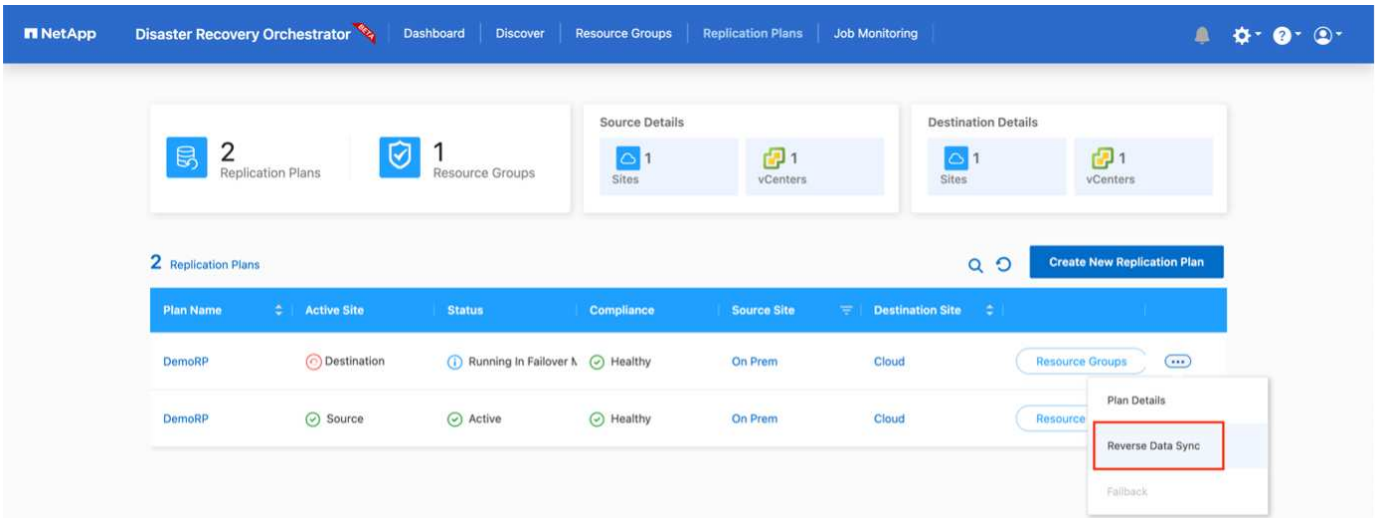 NetApp Disaster Recovery Orchestrator BETA Dashboard Discover Resource Groups Replication Plans Job Monitoring
Source Details Destination Details
2 Replication Plans 1 Resource Groups 1 Sites 1 vCenters 1 Sites 1 vCenters
2 Replication Plans Create New Replication Plan
Plan Name Active Site Status Compliance Source Site Destination Site
DemoRP Destination Running In Failover M Healthy On Prem Cloud Resource Groups
Plan Details
DemoRP Source Active Healthy On Prem Cloud Resource
Reverse Data Sync
Failback